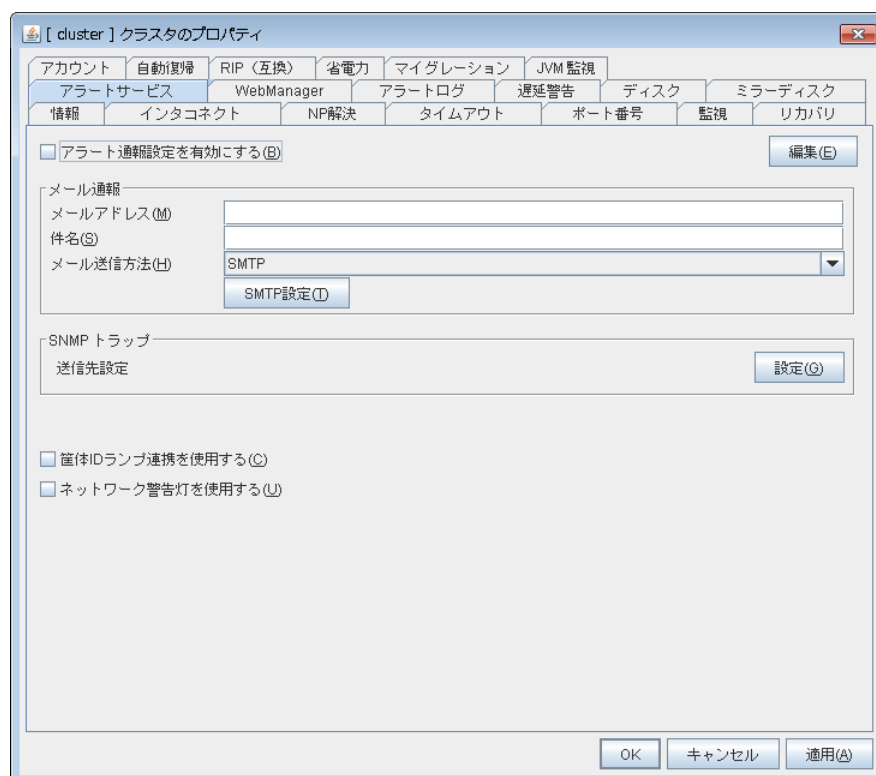 [ cluster ] クラスタのプロパティ
アカウント 自動復帰 RIP（互換） 省電力 マイグレーション JVM 監視
アラートサービス WebManager アラートログ 遅延警告 ディスク ミラーディスク
情報 インタコネクト NP解決 タイムアウト ポート番号 監視 リカバリ
アラート通報設定を有効にする(B) 編集(E)
メール通報
メールアドレス(M)
件名(S)
メール送信方法(H) SMTP
SMTP設定(T)
SNMP トラップ
送信先設定 設定(G)
筐体IDランプ連携を使用する(C)
ネットワーク警告灯を使用する(U)
OK キャンセル 適用(A)